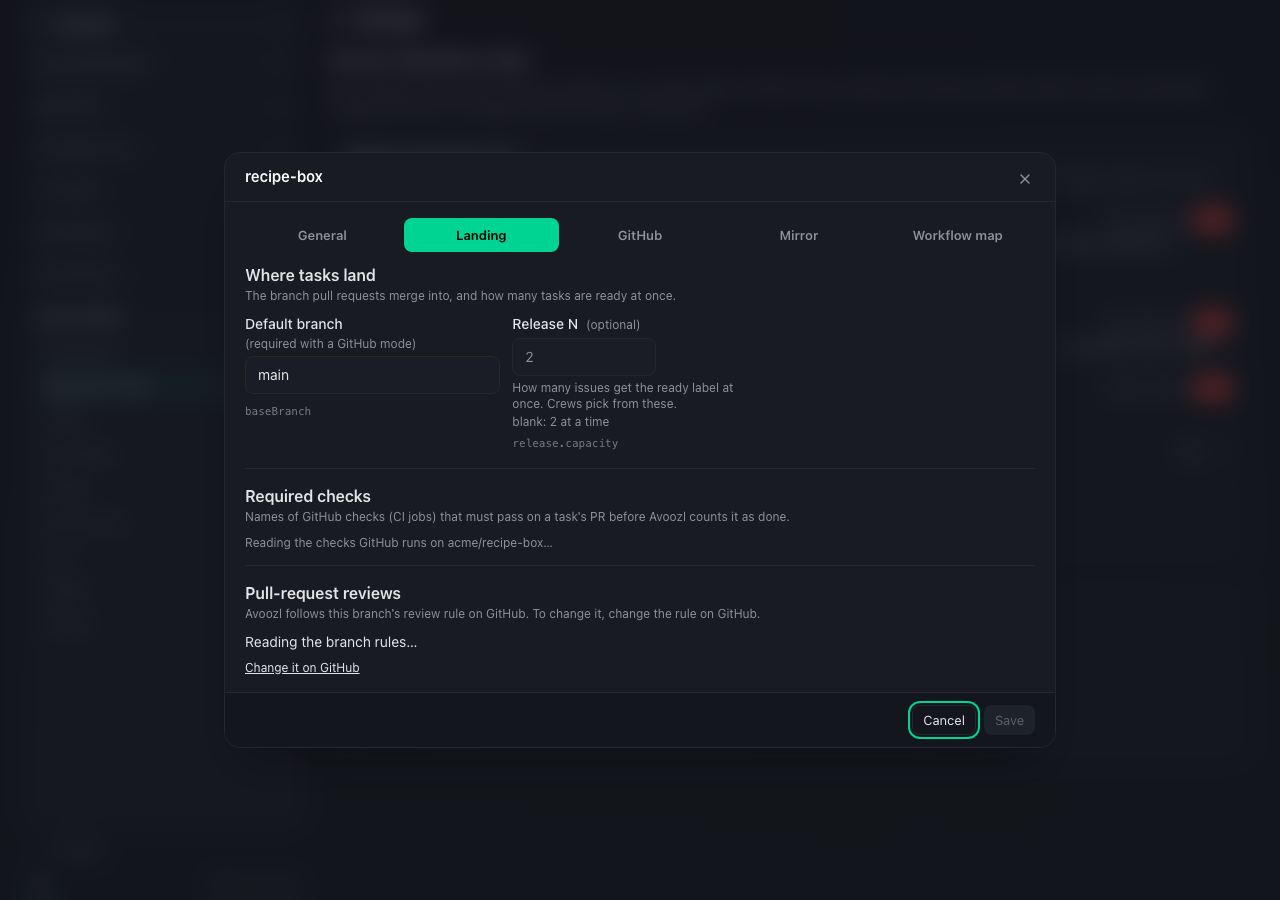 recipe-box
General
Landing
GitHub
Mirror
Workflow map
Where tasks land
The branch pull requests merge into, and how many tasks are ready at once.
Default branch
(required with a GitHub mode)
main
baseBranch
Release N (optional)
2
How many issues get the ready label at
once. Crews pick from these.
blank: 2 at a time
release.capacity
Required checks
Names of GitHub checks (CI jobs) that must pass on a task's PR before Avoozl counts it as done.
Reading the checks GitHub runs on acme/recipe-box…
Pull-request reviews
Avoozl follows this branch's review rule on GitHub. To change it, change the rule on GitHub.
Reading the branch rules…
Change it on GitHub
Cancel
Save